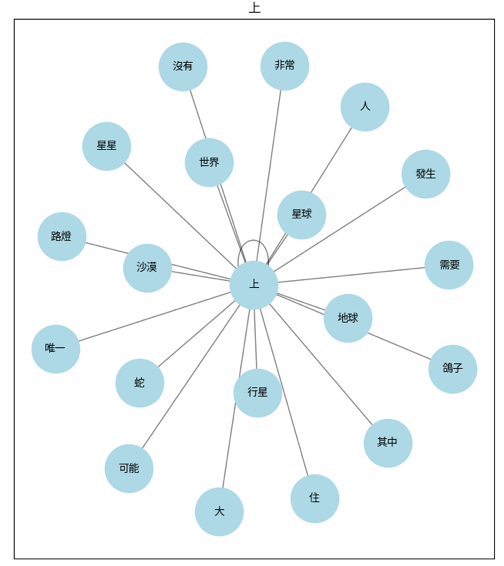 上
沒有
非常
人
星星
世界
發生
星球
路燈
沙漠
需要
上
地球
唯一
鴿子
蛇
行星
其中
可能
大
住